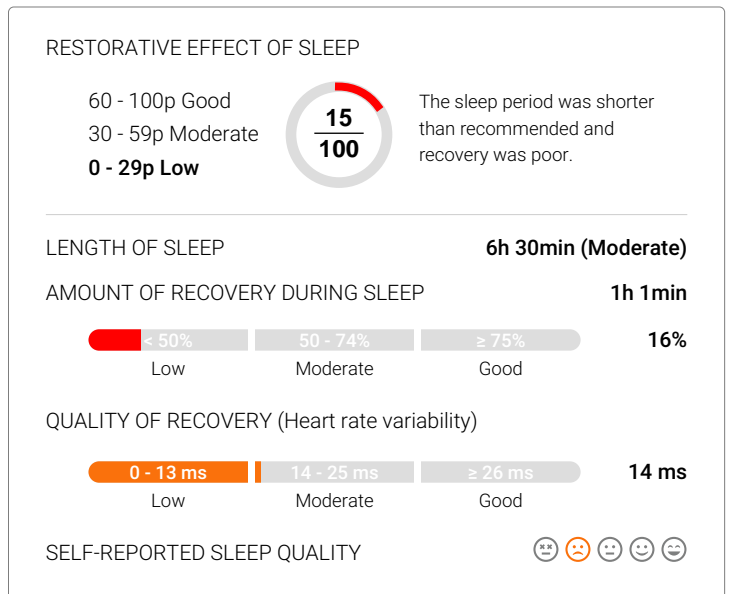 RESTORATIVE EFFECT OF SLEEP
60 - 100p Good
30 - 59p Moderate
0 - 29p Low
15
100
The sleep period was shorter
than recommended and
recovery was poor.
LENGTH OF SLEEP 6h 30min (Moderate)
AMOUNT OF RECOVERY DURING SLEEP 1h 1min
< 50% 50 - 74% ≥ 75% 16%
Low Moderate Good
QUALITY OF RECOVERY (Heart rate variability)
0 - 13 ms 14 - 25 ms ≥ 26 ms 14 ms
Low Moderate Good
SELF-REPORTED SLEEP QUALITY